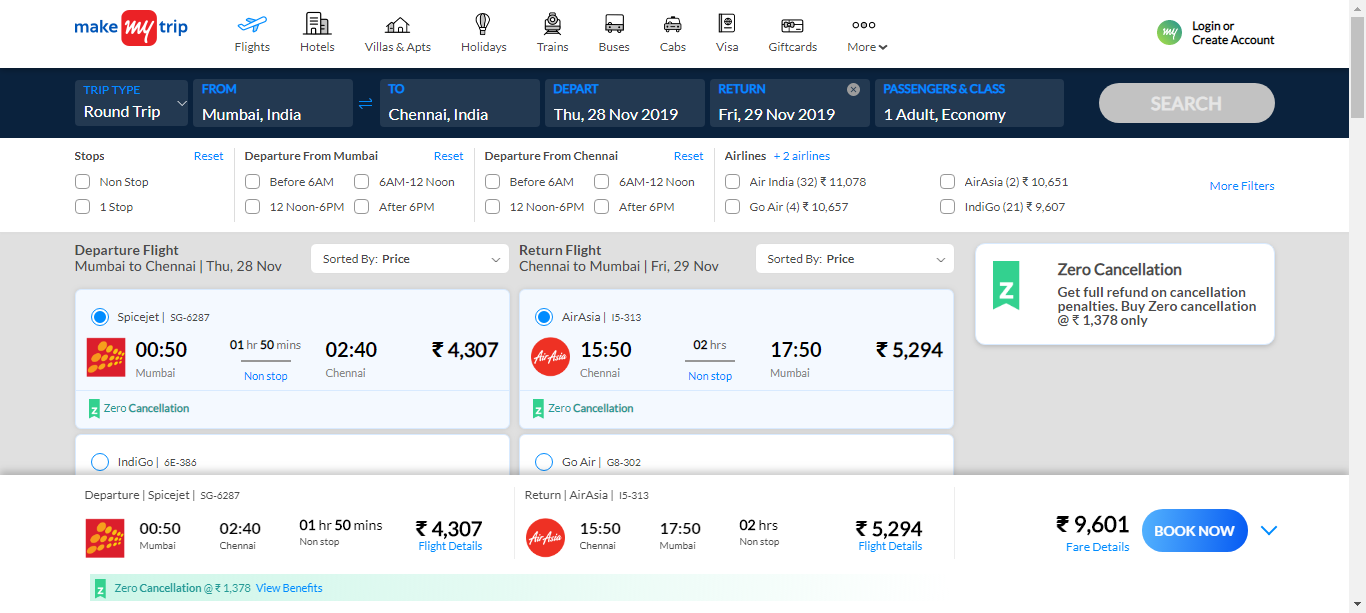 make my trip
Flights
Hotels
Villas & Apts
Holidays
Trains
Buses
Cabs
Visa
Giftcards
More
my
Login or
Create Account
TRIP TYPE
Round Trip
FROM
Mumbai, India
TO
Chennai, India
DEPART
Thu, 28 Nov 2019
RETURN
Fri, 29 Nov 2019
PASSENGERS & CLASS
1 Adult, Economy
SEARCH
Stops Reset
Non Stop
1 Stop
Departure From Mumbai Reset
Before 6AM 6AM-12 Noon
12 Noon-6PM After 6PM
Departure From Chennai Reset
Before 6AM 6AM-12 Noon
12 Noon-6PM After 6PM
Airlines + 2 airlines
Air India (32) ₹ 11,078 AirAsia (2) ₹ 10,651
Go Air (4) ₹ 10,657 IndiGo (21) ₹ 9,607
More Filters
Departure Flight
Mumbai to Chennai | Thu, 28 Nov
Sorted By: Price
Spicejet | SG-6287
00:50 01 hr 50 mins 02:40 ₹ 4,307
Mumbai Non stop Chennai
z Zero Cancellation
IndiGo | 6E-386
Return Flight
Chennai to Mumbai | Fri, 29 Nov
Sorted By: Price
AirAsia | I5-313
AirAsia 15:50 02 hrs 17:50 ₹ 5,294
Chennai Non stop Mumbai
z Zero Cancellation
Go Air | G8-302
z
Zero Cancellation
Get full refund on cancellation
penalties. Buy Zero cancellation
@ ₹ 1,378 only
Departure | Spicejet | SG-6287
00:50 02:40 01 hr 50 mins ₹ 4,307
Mumbai Chennai Non stop Flight Details
Return | AirAsia | I5-313
AirAsia 15:50 17:50 02 hrs ₹ 5,294
Chennai Mumbai Non stop Flight Details
₹ 9,601
Fare Details
BOOK NOW
z Zero Cancellation @ ₹ 1,378 View Benefits